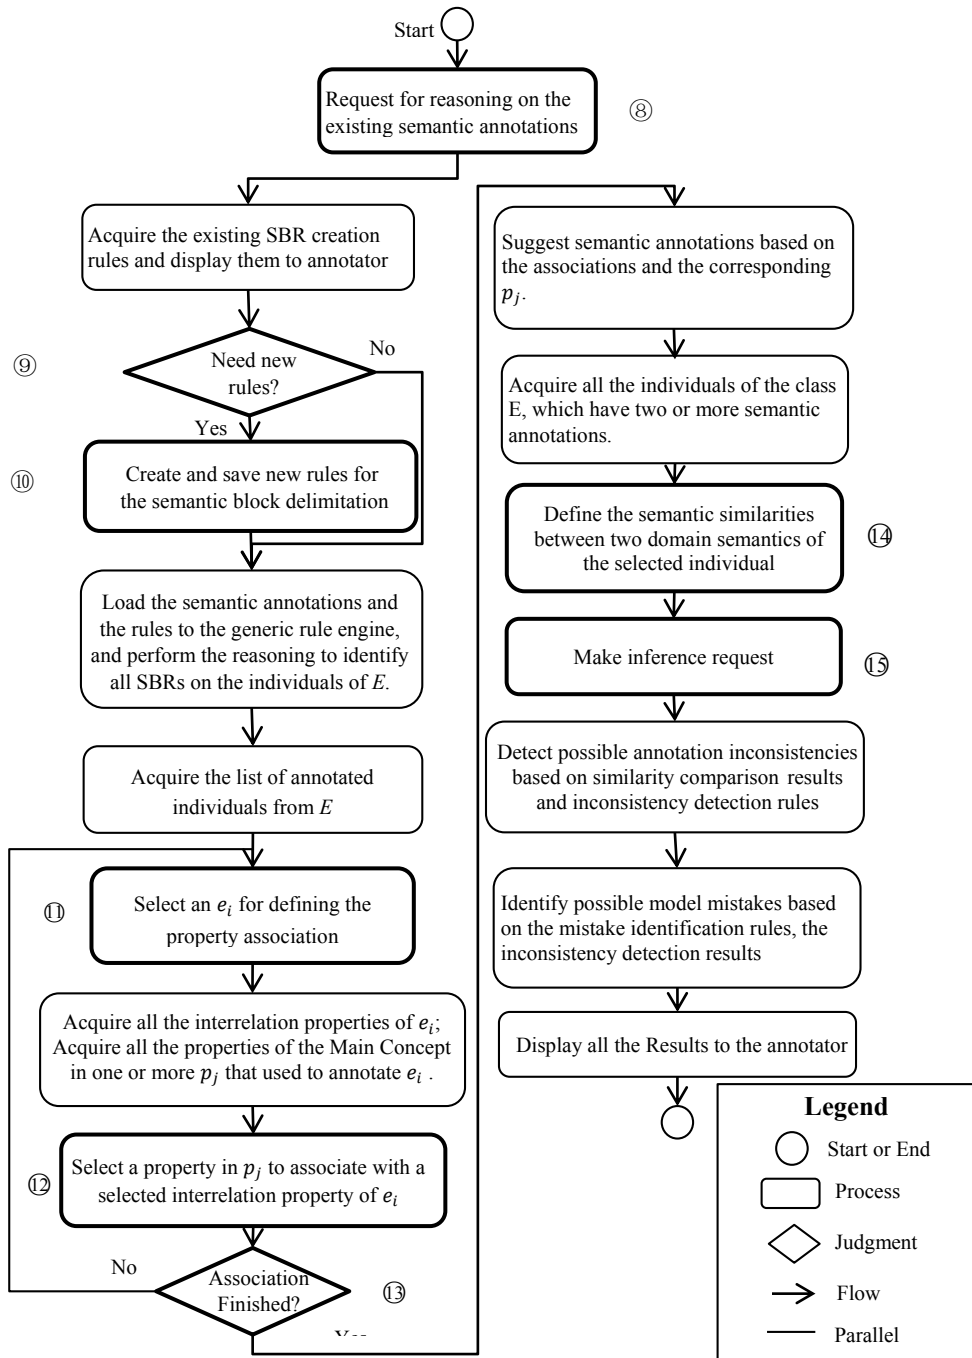 Start
Request for reasoning on the
existing semantic annotations
⑧
Acquire the existing SBR creation
rules and display them to annotator
⑨
Need new
rules?
No
Yes
⑩
Create and save new rules for
the semantic block delimitation
Load the semantic annotations and
the rules to the generic rule engine,
and perform the reasoning to identify
all SBRs on the individuals of E.
Acquire the list of annotated
individuals from E
⑪
Select an e_i for defining the
property association
Acquire all the interrelation properties of e_i;
Acquire all the properties of the Main Concept
in one or more p_j that used to annotate e_i .
⑫
Select a property in p_j to associate with a
selected interrelation property of e_i
No
Association
Finished?
⑬
Yes
Suggest semantic annotations based on
the associations and the corresponding
p_j.
Acquire all the individuals of the class
E, which have two or more semantic
annotations.
Define the semantic similarities
between two domain semantics of
the selected individual
⑭
Make inference request
⑮
Detect possible annotation inconsistencies
based on similarity comparison results
and inconsistency detection rules
Identify possible model mistakes based
on the mistake identification rules, the
inconsistency detection results
Display all the Results to the annotator
Legend
Start or End
Process
Judgment
Flow
Parallel